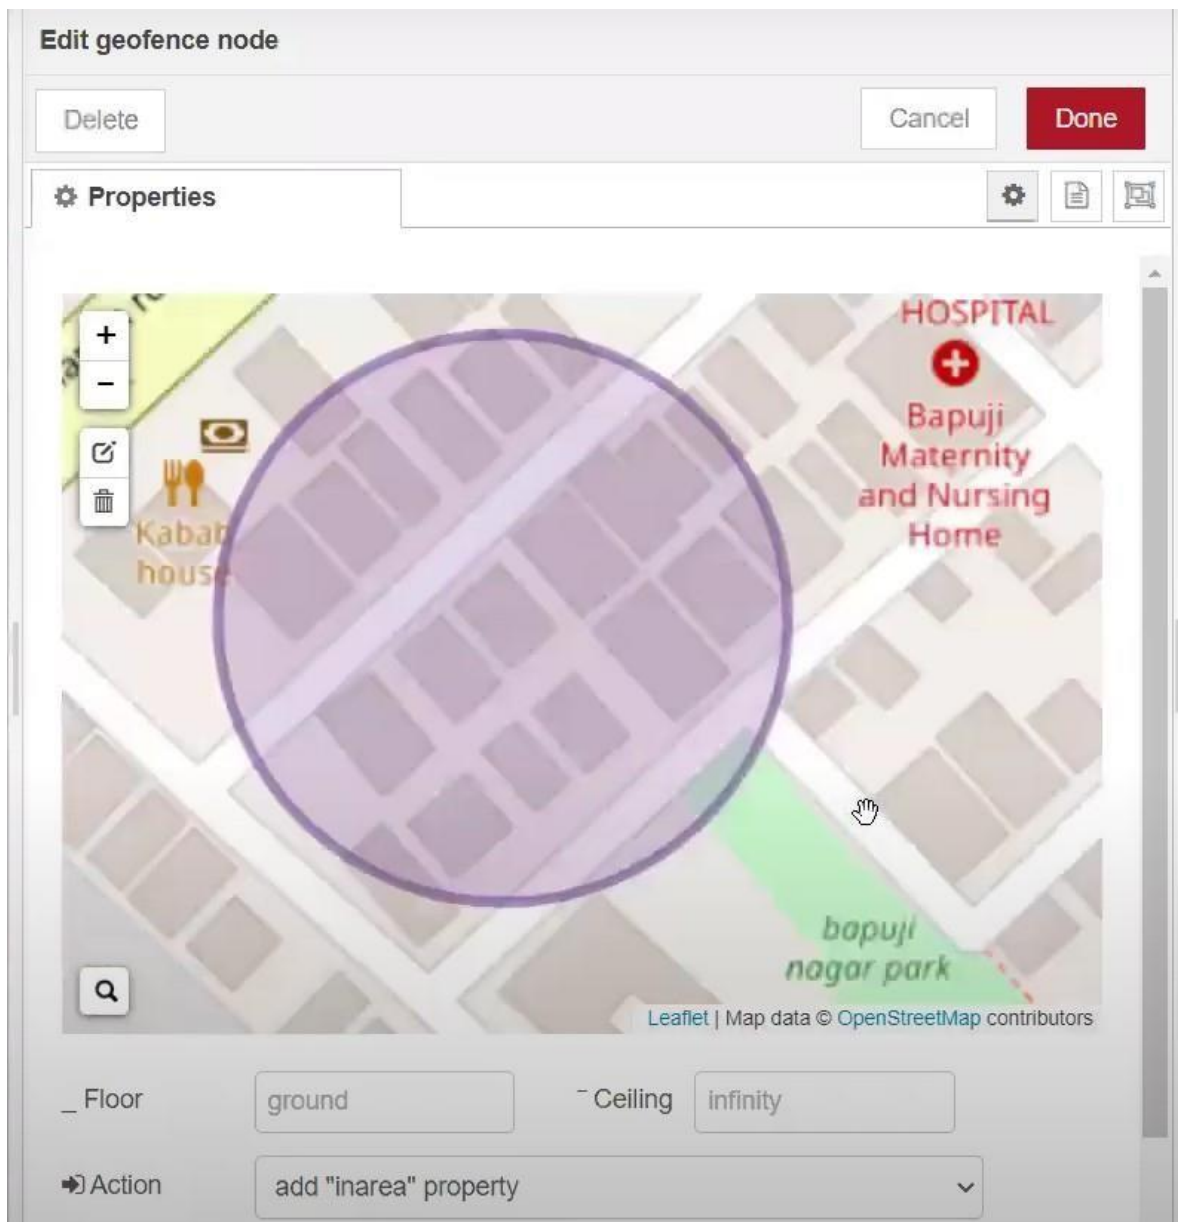 Edit geofence node
Delete
Cancel
Done
Properties
HOSPITAL
+
−
Bapuji
Maternity
and Nursing
Home
Kabab
house
bapuji
nagar park
Leaflet | Map data © OpenStreetMap contributors
_ Floor
ground
¯ Ceiling
infinity
Action
add "inarea" property